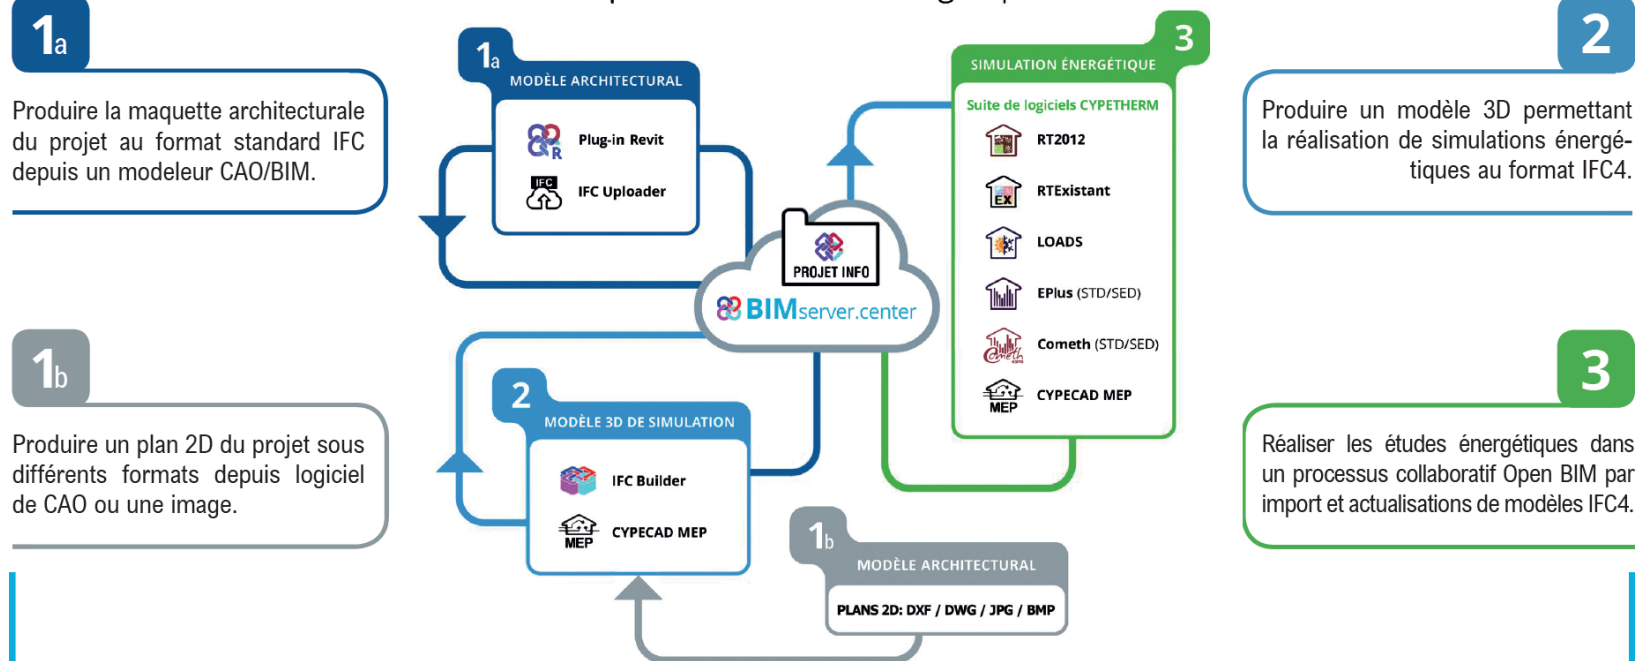 1a
Produire la maquette architecturale
du projet au format standard IFC
depuis un modeleur CAO/BIM.
1b
Produire un plan 2D du projet sous
différents formats depuis logiciel
de CAO ou une image.
1a
MODÈLE ARCHITECTURAL
Plug-in Revit
IFC
IFC Uploader
PROJET INFO
BIMserver.center
2
MODÈLE 3D DE SIMULATION
IFC Builder
MEP
CYPECAD MEP
1b
MODÈLE ARCHITECTURAL
PLANS 2D: DXF / DWG / JPG / BMP
3
SIMULATION ÉNERGÉTIQUE
Suite de logiciels CYPETHERM
RT2012
EX
RTExistant
LOADS
EPlus (STD/SED)
Cometh
Cometh (STD/SED)
MEP
CYPECAD MEP
2
Produire un modèle 3D permettant
la réalisation de simulations énergé-
tiques au format IFC4.
3
Réaliser les études énergétiques dans
un processus collaboratif Open BIM par
import et actualisations de modèles IFC4.